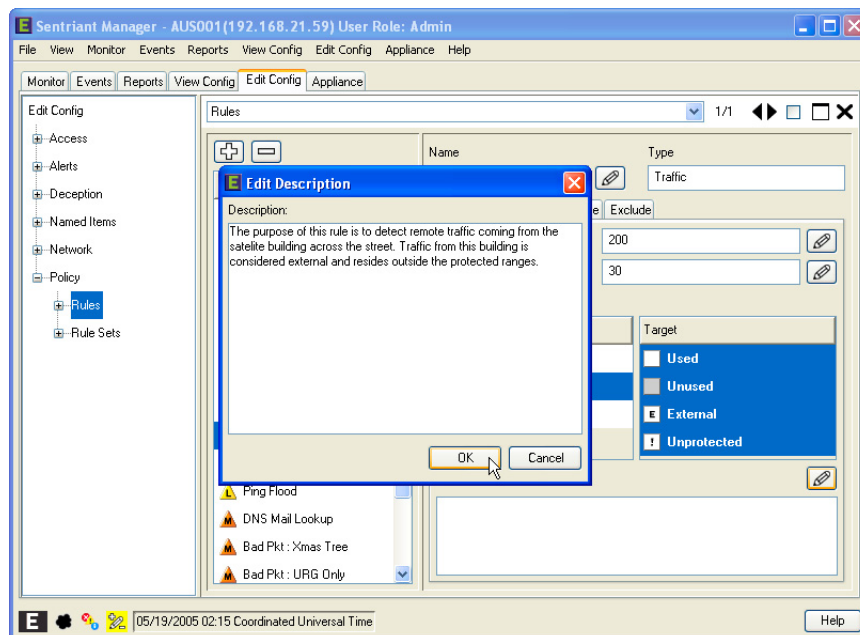 E Sentriant Manager - AUS001(192.168.21.59) User Role: Admin
File View Monitor Events Reports View Config Edit Config Appliance Help
Monitor Events Reports View Config Edit Config Appliance
Edit Config
Access
Alerts
Deception
Named Items
Network
Policy
Rules
Rule Sets
Rules 1/1
Name Type
Traffic
e Exclude
200
30
Target
Used
Unused
E External
! Unprotected
E Edit Description
Description:
The purpose of this rule is to detect remote traffic coming from the
satelite building across the street. Traffic from this building is
considered external and resides outside the protected ranges.
OK Cancel
L Ping Flood
M DNS Mail Lookup
M Bad Pkt : Xmas Tree
M Bad Pkt : URG Only
E 05/19/2005 02:15 Coordinated Universal Time Help